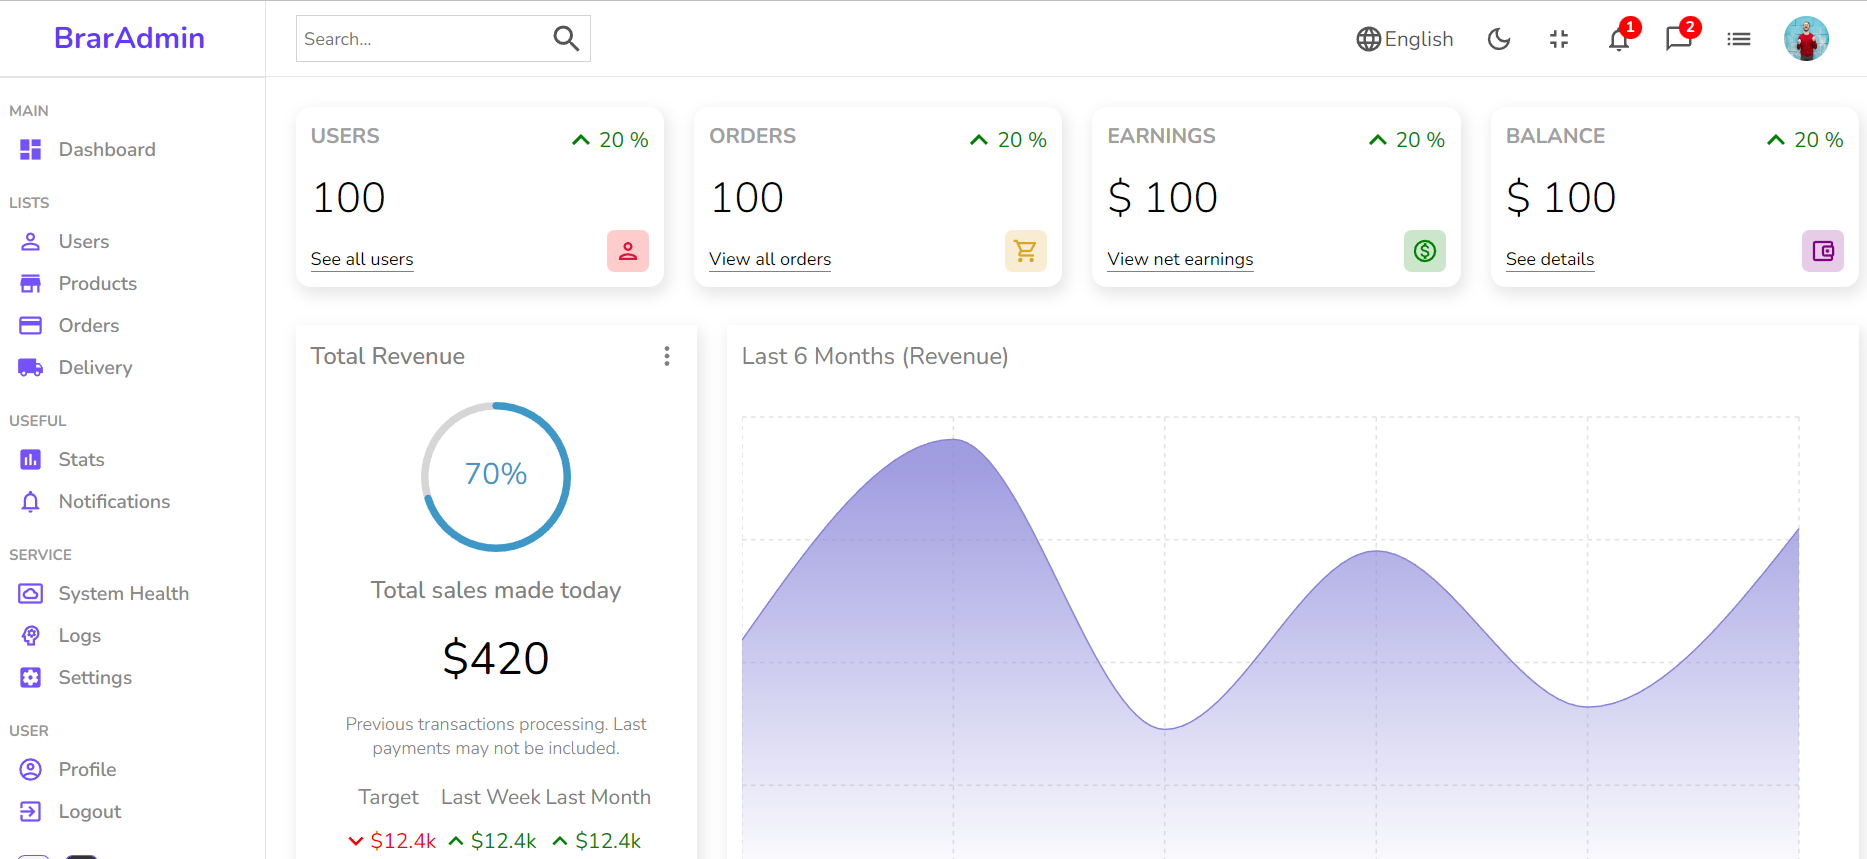 BrarAdmin
Search...
English
1
2
MAIN
Dashboard
LISTS
Users
Products
Orders
Delivery
USEFUL
Stats
Notifications
SERVICE
System Health
Logs
Settings
USER
Profile
Logout
USERS
20 %
100
See all users
ORDERS
20 %
100
View all orders
EARNINGS
20 %
$ 100
View net earnings
BALANCE
20 %
$ 100
See details
Total Revenue
70%
Total sales made today
$420
Previous transactions processing. Last
payments may not be included.
Target Last Week Last Month
$12.4k $12.4k $12.4k
Last 6 Months (Revenue)